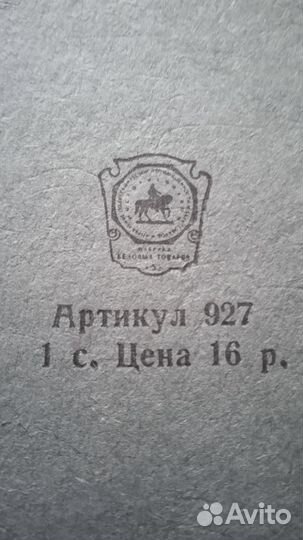 ФАБРИКА
БЕЛОВЫХ ТОВАРОВ
Артикул 927
1 с. Цена 16 р.
Avito